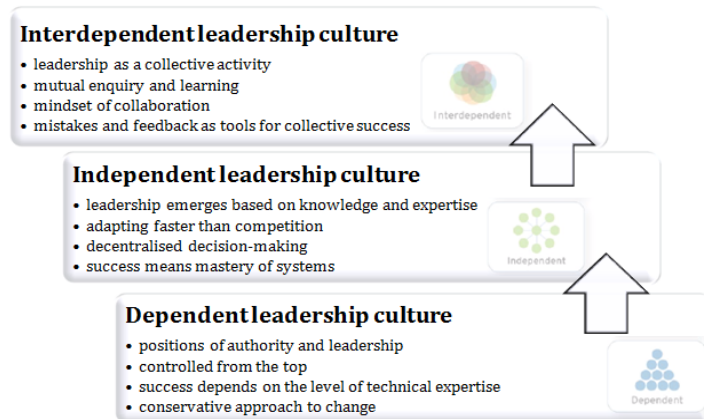 Interdependent leadership culture
• leadership as a collective activity
• mutual enquiry and learning
• mindset of collaboration
• mistakes and feedback as tools for collective success
Interdependent
Independent leadership culture
• leadership emerges based on knowledge and expertise
• adapting faster than competition
• decentralised decision-making
• success means mastery of systems
Independent
Dependent leadership culture
• positions of authority and leadership
• controlled from the top
• success depends on the level of technical expertise
• conservative approach to change
Dependent